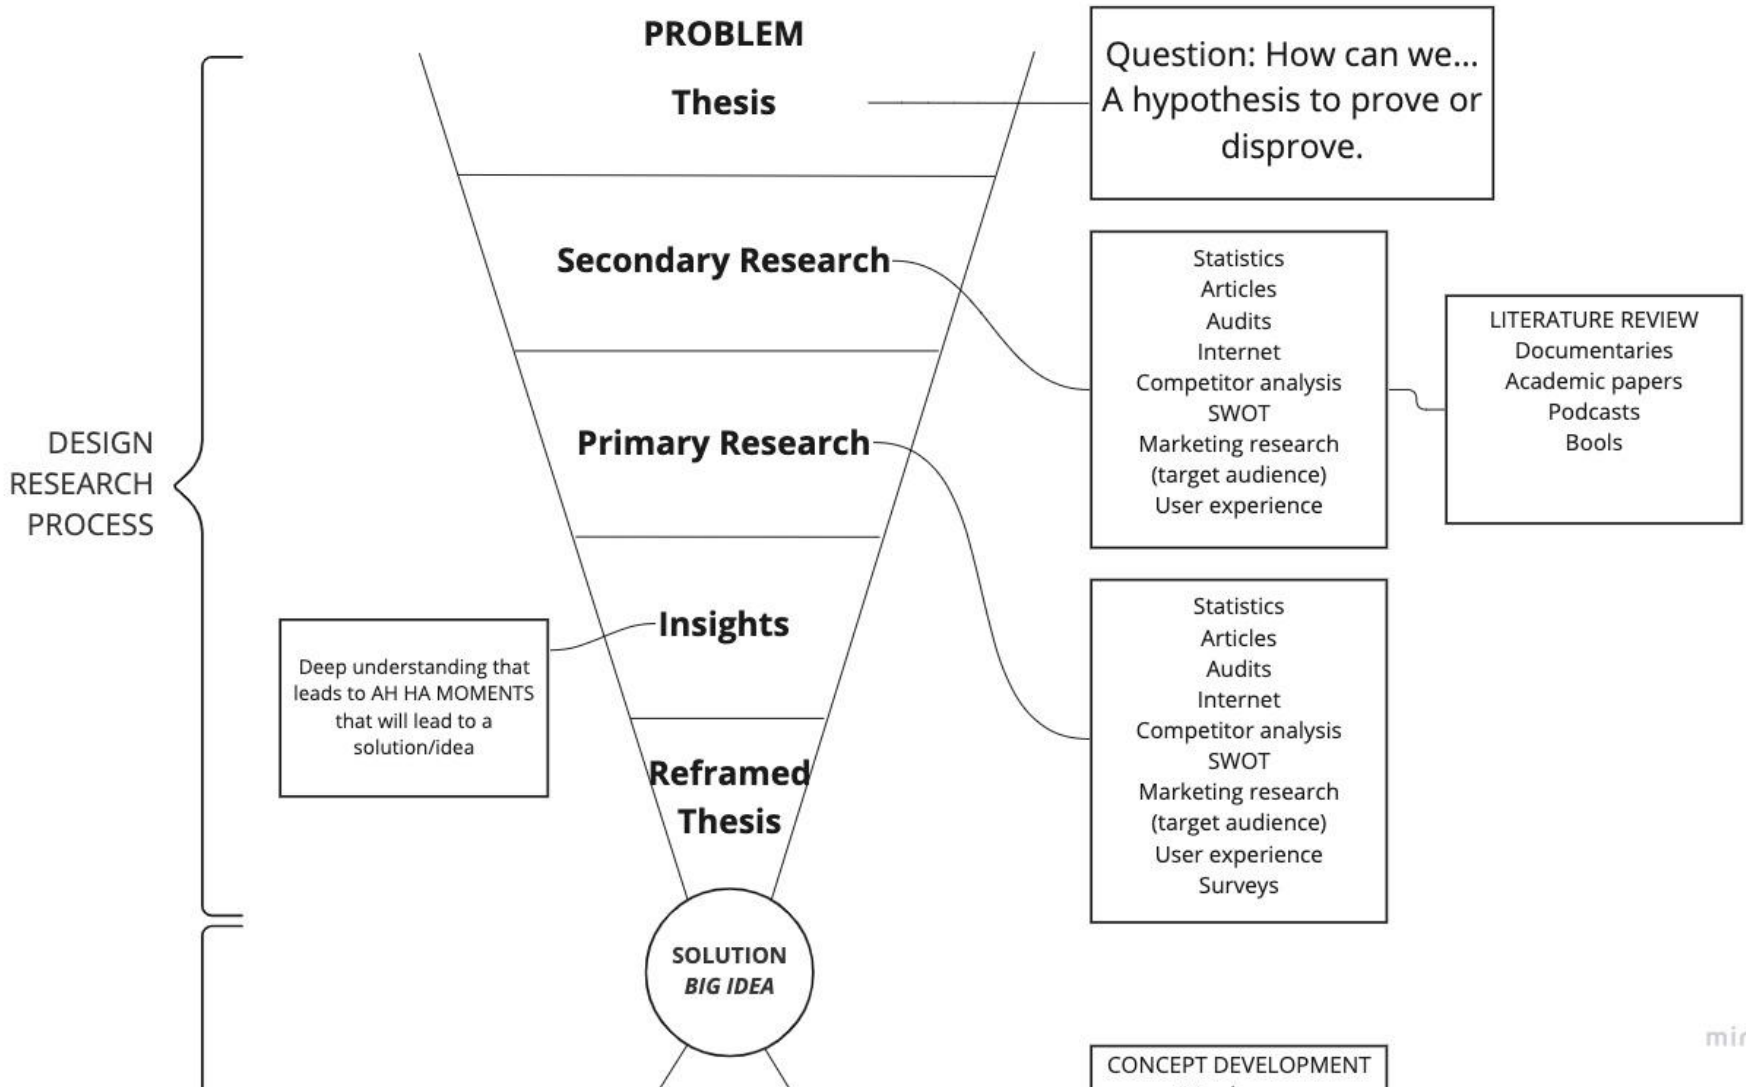 PROBLEM
Thesis
Question: How can we...
A hypothesis to prove or
disprove.
Secondary Research
Statistics
Articles
Audits
Internet
Competitor analysis
SWOT
Marketing research
(target audience)
User experience
LITERATURE REVIEW
Documentaries
Academic papers
Podcasts
Bools
DESIGN
RESEARCH
PROCESS
Primary Research
Statistics
Articles
Audits
Internet
Competitor analysis
SWOT
Marketing research
(target audience)
User experience
Surveys
Insights
Deep understanding that
leads to AH HA MOMENTS
that will lead to a
solution/idea
Reframed
Thesis
SOLUTION
BIG IDEA
CONCEPT DEVELOPMENT